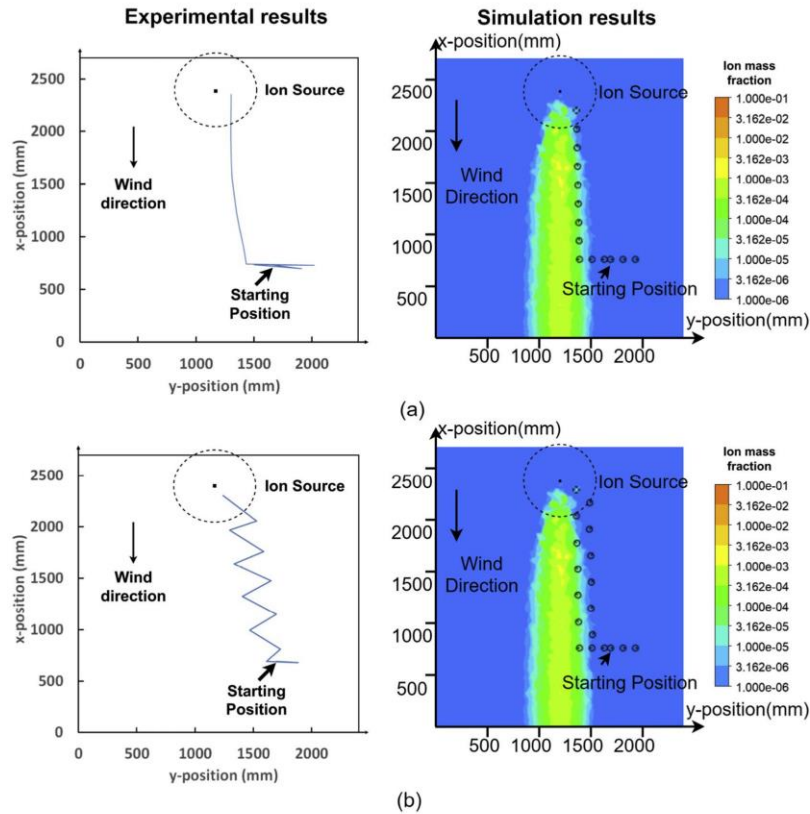 Experimental results
Simulation results
x-position(mm)
2500
2000
1500
1000
500
0
x-position (mm)
0
500
1000
1500
2000
y-position (mm)
Ion Source
Wind
direction
Starting
Position
2500
2000
1500
1000
500
500
1000
1500
2000
y-position(mm)
Ion Source
Wind
Direction
Starting Position
Ion mass
fraction
1.000e-01
3.162e-02
1.000e-02
3.162e-03
1.000e-03
3.162e-04
1.000e-04
3.162e-05
1.000e-05
3.162e-06
1.000e-06
(a)
x-position(mm)
2500
2000
1500
1000
500
0
x-position (mm)
0
500
1000
1500
2000
y-position (mm)
Ion Source
Wind
direction
Starting
Position
2500
2000
1500
1000
500
500
1000
1500
2000
y-position(mm)
Ion Source
Wind
Direction
Starting Position
Ion mass
fraction
1.000e-01
3.162e-02
1.000e-02
3.162e-03
1.000e-03
3.162e-04
1.000e-04
3.162e-05
1.000e-05
3.162e-06
1.000e-06
(b)